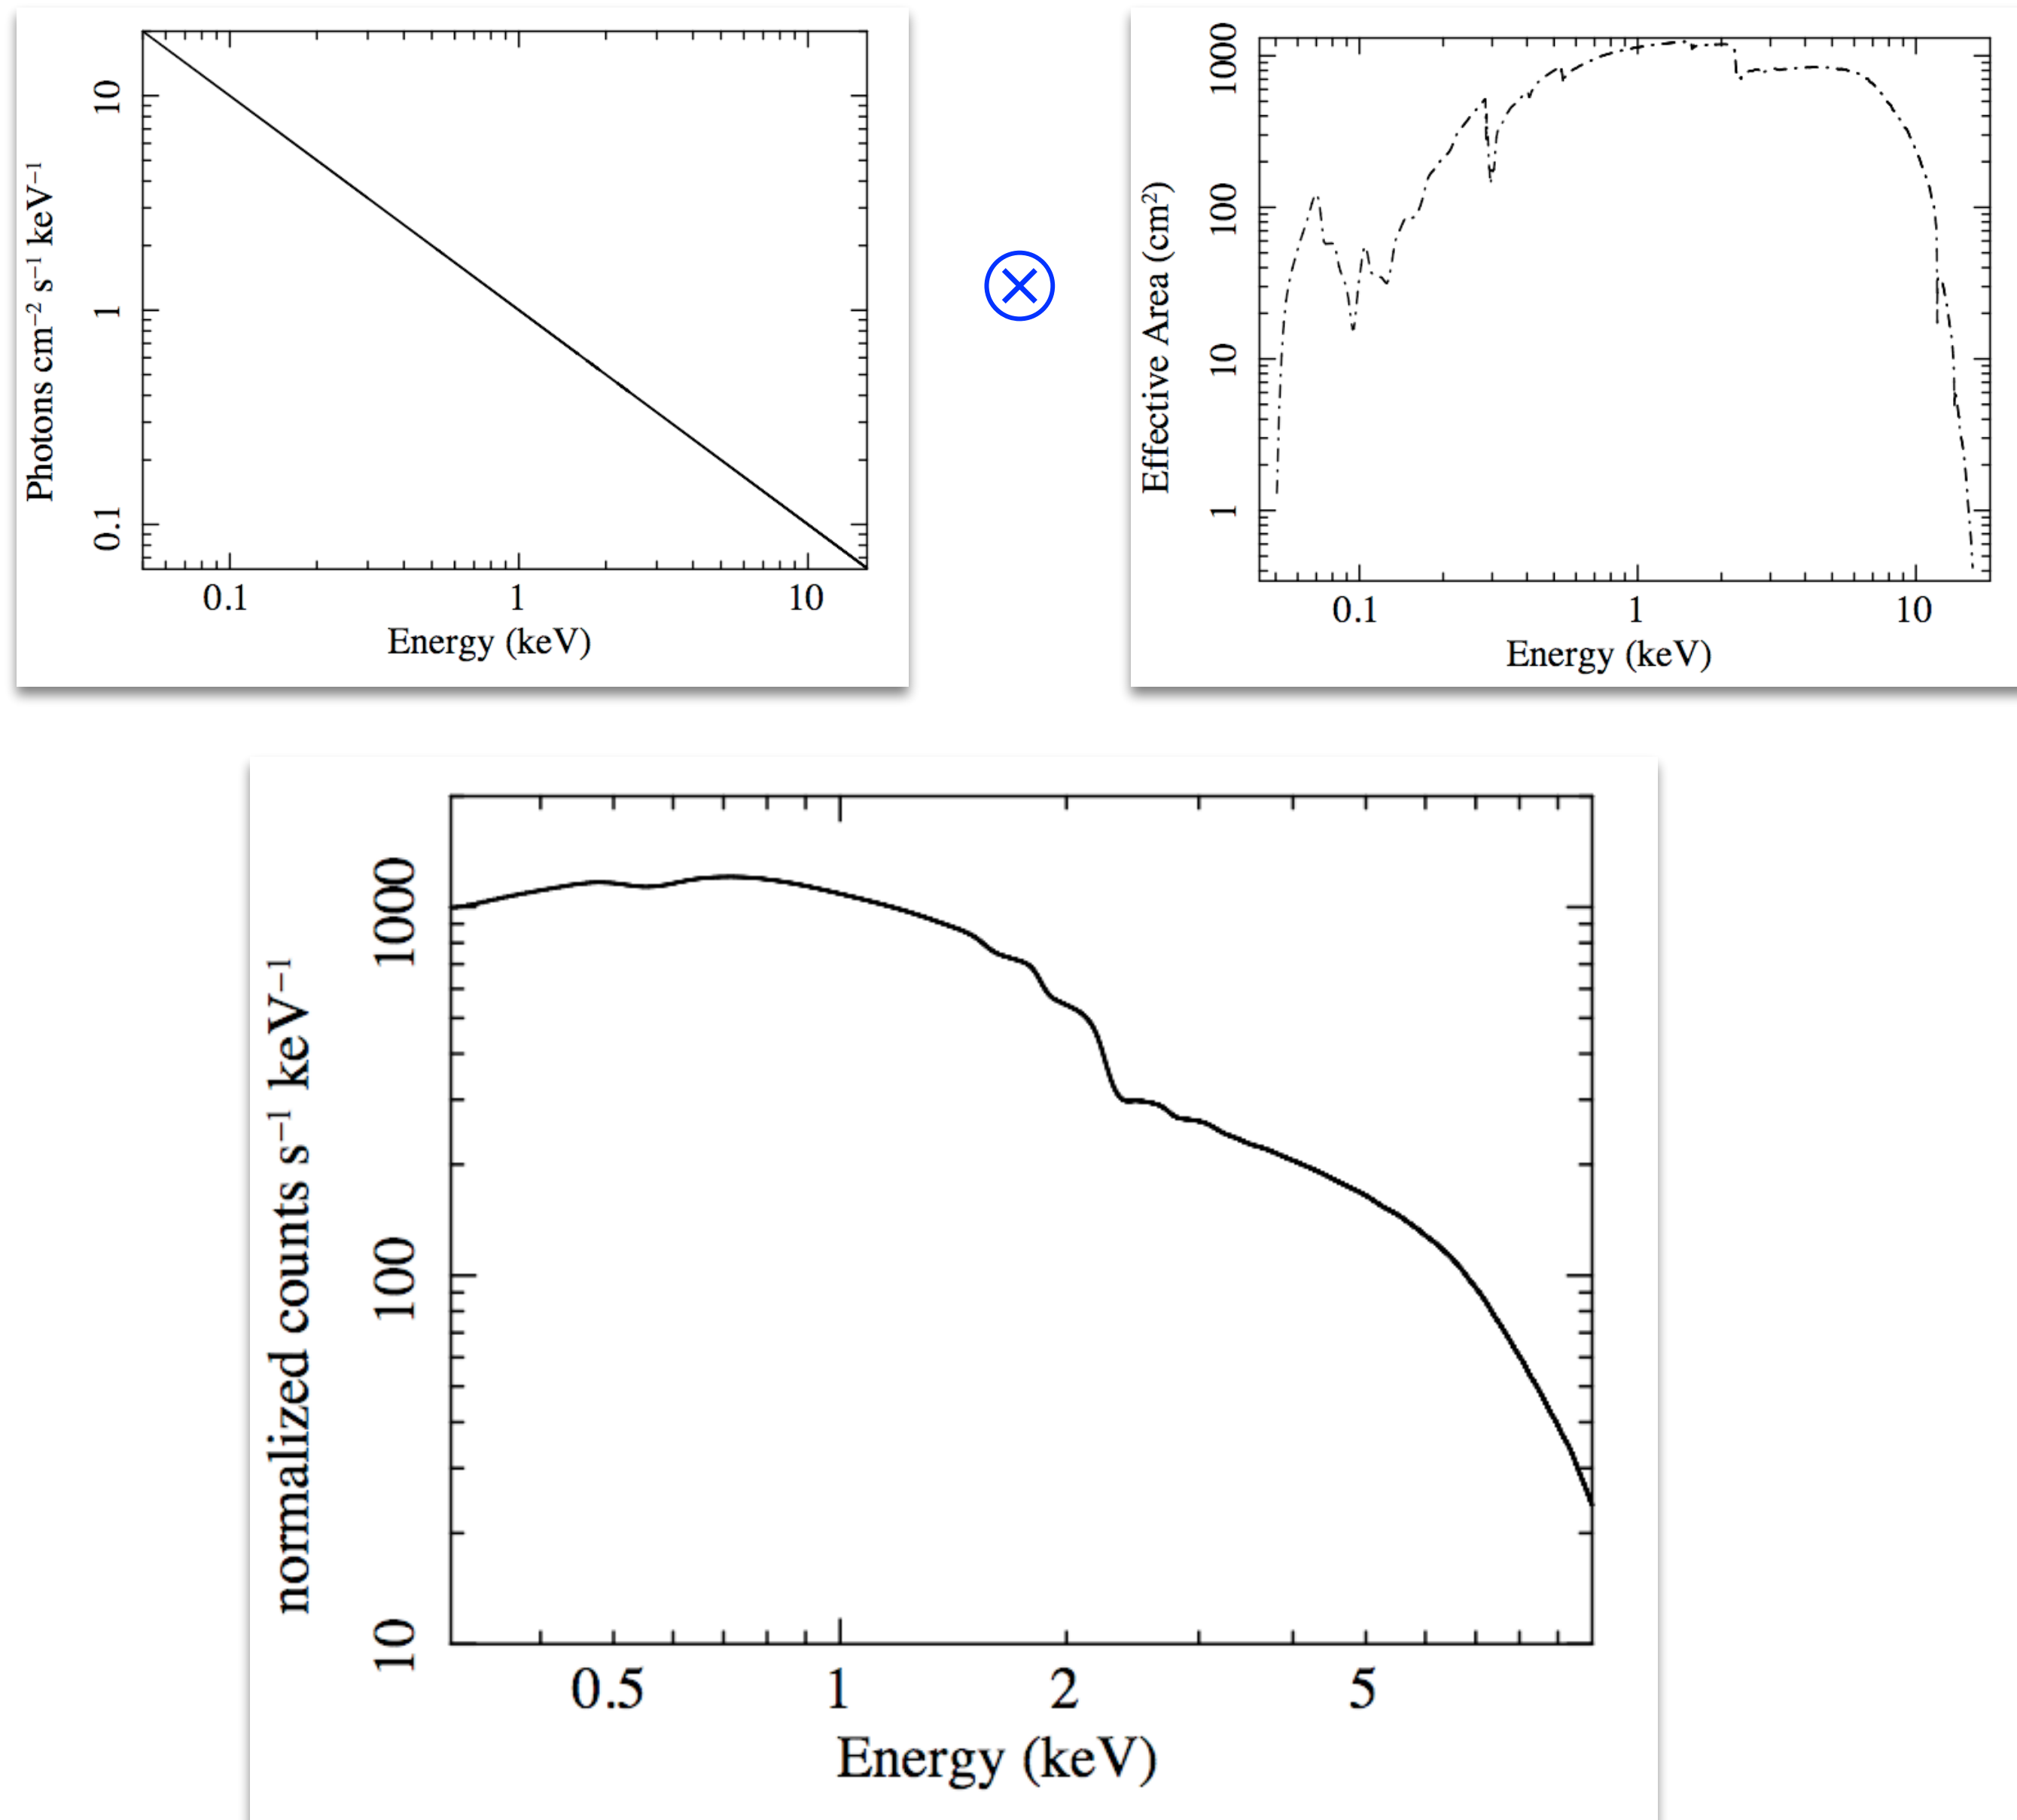 Photons cm⁻² s⁻¹ keV⁻¹
10
1
0.1
0.1 1 10
Energy (keV)
Effective Area (cm²)
1000
100
10
1
0.1 1 10
Energy (keV)
normalized counts s⁻¹ keV⁻¹
1000
100
10
0.5 1 2 5
Energy (keV)